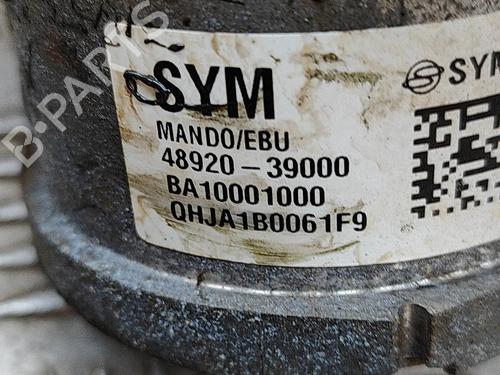 B-PARTS
SYM
SYM
MANDO/EBU
48920-39000
BA10001000
QHJA1B0061F9